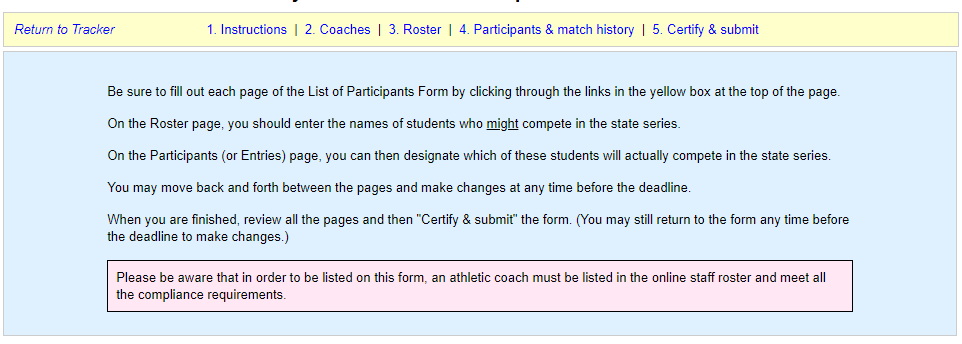 Return to Tracker 1. Instructions | 2. Coaches | 3. Roster | 4. Participants & match history | 5. Certify & submit
Be sure to fill out each page of the List of Participants Form by clicking through the links in the yellow box at the top of the page.
On the Roster page, you should enter the names of students who might compete in the state series.
On the Participants (or Entries) page, you can then designate which of these students will actually compete in the state series.
You may move back and forth between the pages and make changes at any time before the deadline.
When you are finished, review all the pages and then "Certify & submit" the form. (You may still return to the form any time before
the deadline to make changes.)
Please be aware that in order to be listed on this form, an athletic coach must be listed in the online staff roster and meet all
the compliance requirements.